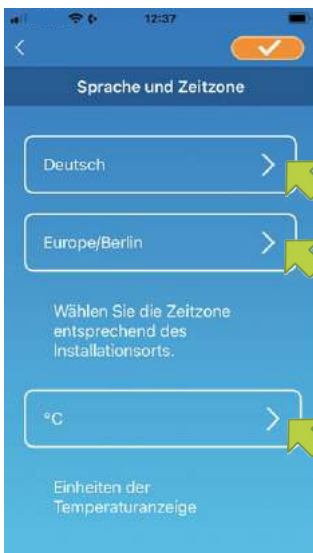 12:37
Sprache und Zeitzone
Deutsch
Europe/Berlin
Wählen Sie die Zeitzone
entsprechend des
Installationsorts.
°C
Einheiten der
Temperaturanzeige